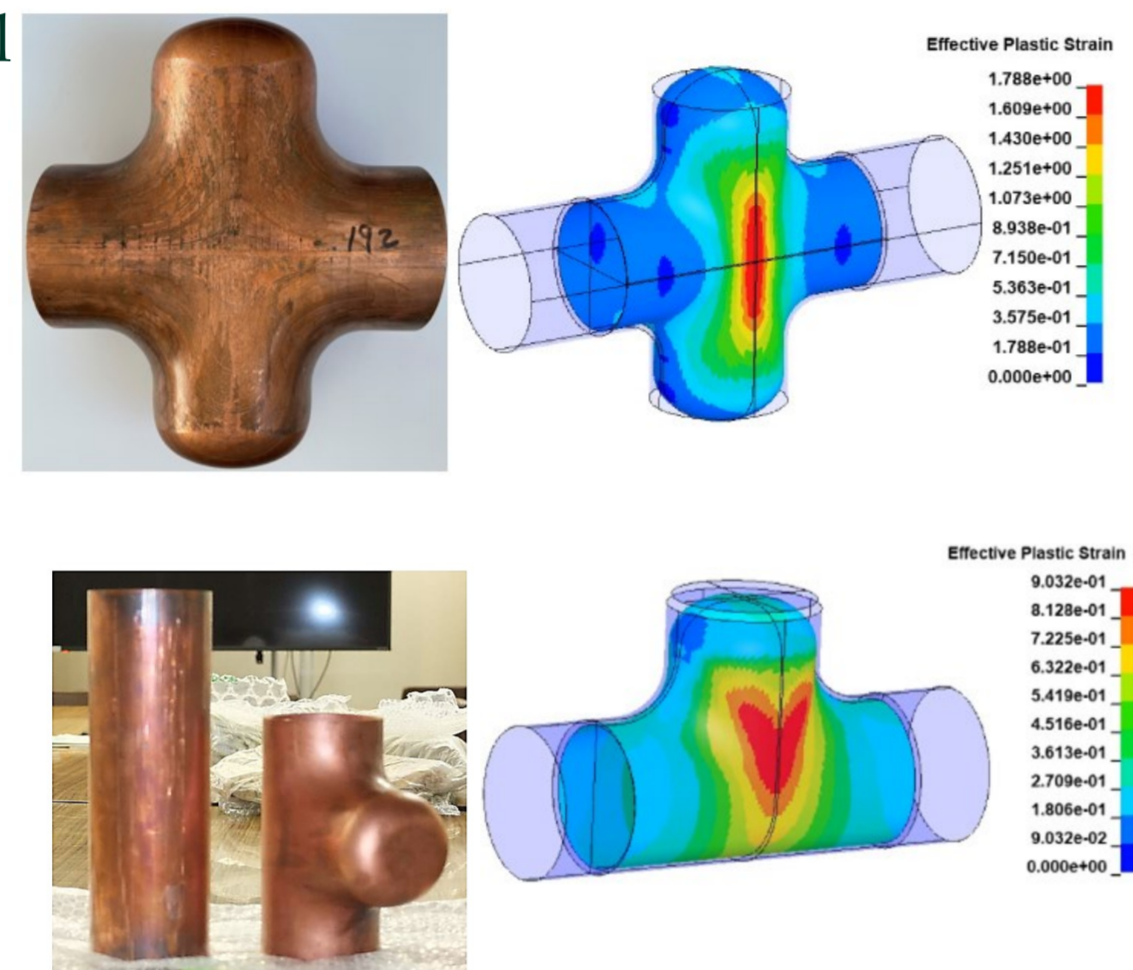 1
.192
Effective Plastic Strain
1.788e+00
1.609e+00
1.430e+00
1.251e+00
1.073e+00
8.938e-01
7.150e-01
5.363e-01
3.575e-01
1.788e-01
0.000e+00
Effective Plastic Strain
9.032e-01
8.128e-01
7.225e-01
6.322e-01
5.419e-01
4.516e-01
3.613e-01
2.709e-01
1.806e-01
9.032e-02
0.000e+00